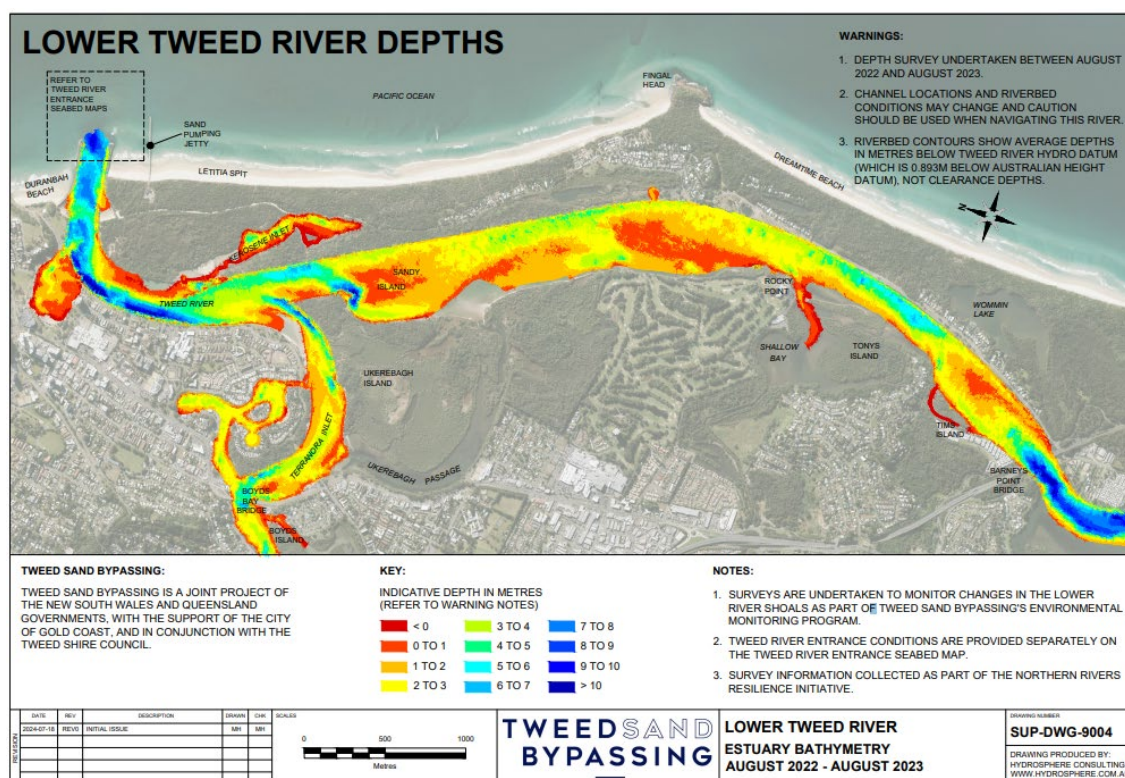 LOWER TWEED RIVER DEPTHS
REFER TO
TWEED RIVER
ENTRANCE
SEABED MAPS
SAND
PUMPING
JETTY
PACIFIC OCEAN
FINGAL
HEAD
DURANBAH
BEACH
LETITIA SPIT
DREAMTIME BEACH
WARNINGS:
1. DEPTH SURVEY UNDERTAKEN BETWEEN AUGUST
2022 AND AUGUST 2023.
2. CHANNEL LOCATIONS AND RIVERBED
CONDITIONS MAY CHANGE AND CAUTION
SHOULD BE USED WHEN NAVIGATING THIS RIVER.
3. RIVERBED CONTOURS SHOW AVERAGE DEPTHS
IN METRES BELOW TWEED RIVER HYDRO DATUM
(WHICH IS 0.893M BELOW AUSTRALIAN HEIGHT
DATUM), NOT CLEARANCE DEPTHS.
N
KEROSENE INLET
TWEED RIVER
SANDY
ISLAND
ROCKY
POINT
WOMMIN
LAKE
SHALLOW
BAY
TONYS
ISLAND
UKEREBAGH
ISLAND
TERRANORA INLET
UKEREBAGH PASSAGE
TIMS
ISLAND
BARNEYS
POINT
BRIDGE
BOYDS
BAY
BRIDGE
BOYDS
ISLAND
TWEED SAND BYPASSING:
TWEED SAND BYPASSING IS A JOINT PROJECT OF
THE NEW SOUTH WALES AND QUEENSLAND
GOVERNMENTS, WITH THE SUPPORT OF THE CITY
OF GOLD COAST, AND IN CONJUNCTION WITH THE
TWEED SHIRE COUNCIL.
KEY:
INDICATIVE DEPTH IN METRES
(REFER TO WARNING NOTES)
< 0 3 TO 4 7 TO 8
0 TO 1 4 TO 5 8 TO 9
1 TO 2 5 TO 6 9 TO 10
2 TO 3 6 TO 7 > 10
NOTES:
1. SURVEYS ARE UNDERTAKEN TO MONITOR CHANGES IN THE LOWER
RIVER SHOALS AS PART OF TWEED SAND BYPASSING'S ENVIRONMENTAL
MONITORING PROGRAM.
2. TWEED RIVER ENTRANCE CONDITIONS ARE PROVIDED SEPARATELY ON
THE TWEED RIVER ENTRANCE SEABED MAP.
3. SURVEY INFORMATION COLLECTED AS PART OF THE NORTHERN RIVERS
RESILIENCE INITIATIVE.
REVISION
DATE REV DESCRIPTION DRAWN CHK SCALES
2024-07-18 REV0 INITIAL ISSUE MH MH
0 500 1000
Metres
TWEED SAND
BYPASSING
LOWER TWEED RIVER
ESTUARY BATHYMETRY
AUGUST 2022 - AUGUST 2023
DRAWING NUMBER
SUP-DWG-9004
DRAWING PRODUCED BY:
HYDROSPHERE CONSULTING
WWW.HYDROSPHERE.COM.A